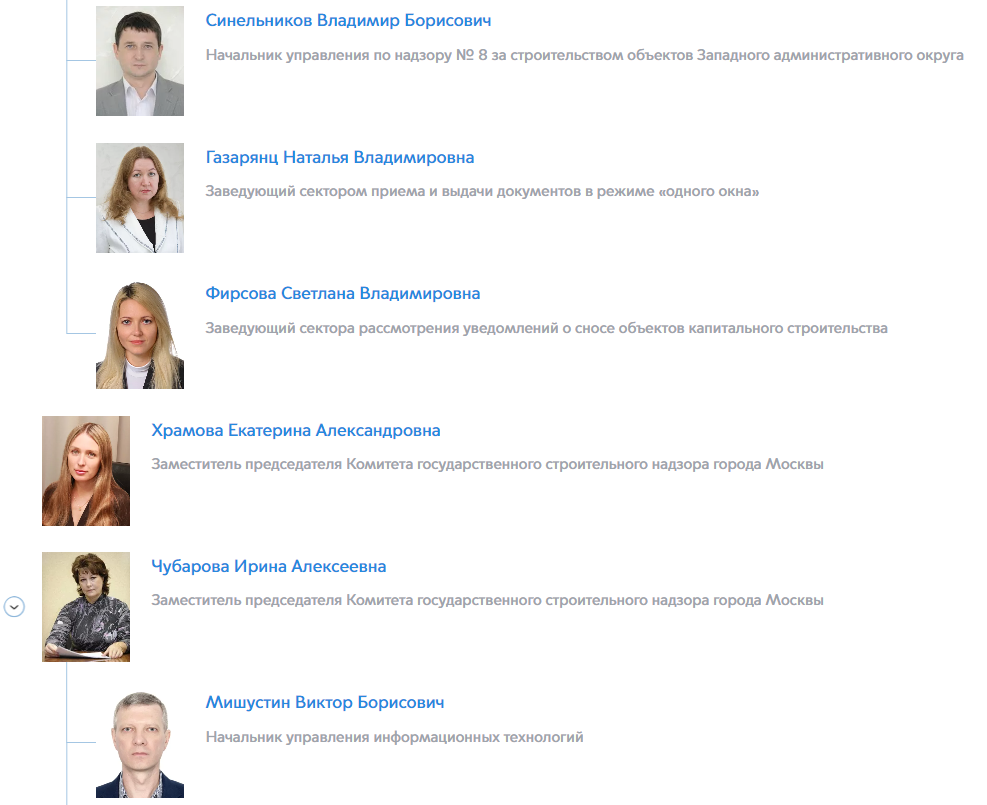 Синельников Владимир Борисович
Начальник управления по надзору № 8 за строительством объектов Западного административного округа
Газарянц Наталья Владимировна
Заведующий сектором приема и выдачи документов в режиме «одного окна»
Фирсова Светлана Владимировна
Заведующий сектора рассмотрения уведомлений о сносе объектов капитального строительства
Храмова Екатерина Александровна
Заместитель председателя Комитета государственного строительного надзора города Москвы
Чубарова Ирина Алексеевна
Заместитель председателя Комитета государственного строительного надзора города Москвы
Мишустин Виктор Борисович
Начальник управления информационных технологий